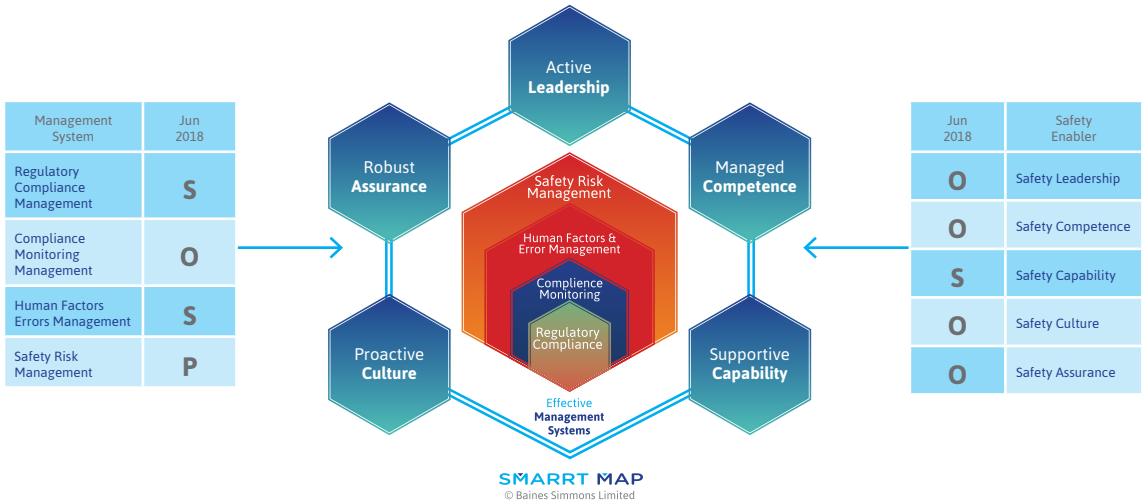 Management
System
Jun
2018
Regulatory
Compliance
Management
S
Compliance
Monitoring
Management
O
Human Factors
Errors Management
S
Safety Risk
Management
P
Active
Leadership
Robust
Assurance
Managed
Competence
Safety Risk
Management
Human Factors &
Error Management
Complience
Monitoring
Regulatory
Compliance
Proactive
Culture
Supportive
Capability
Effective
Management
Systems
SMARRT MAP
© Baines Simmons Limited
Jun
2018
Safety
Enabler
O
Safety Leadership
O
Safety Competence
S
Safety Capability
O
Safety Culture
O
Safety Assurance